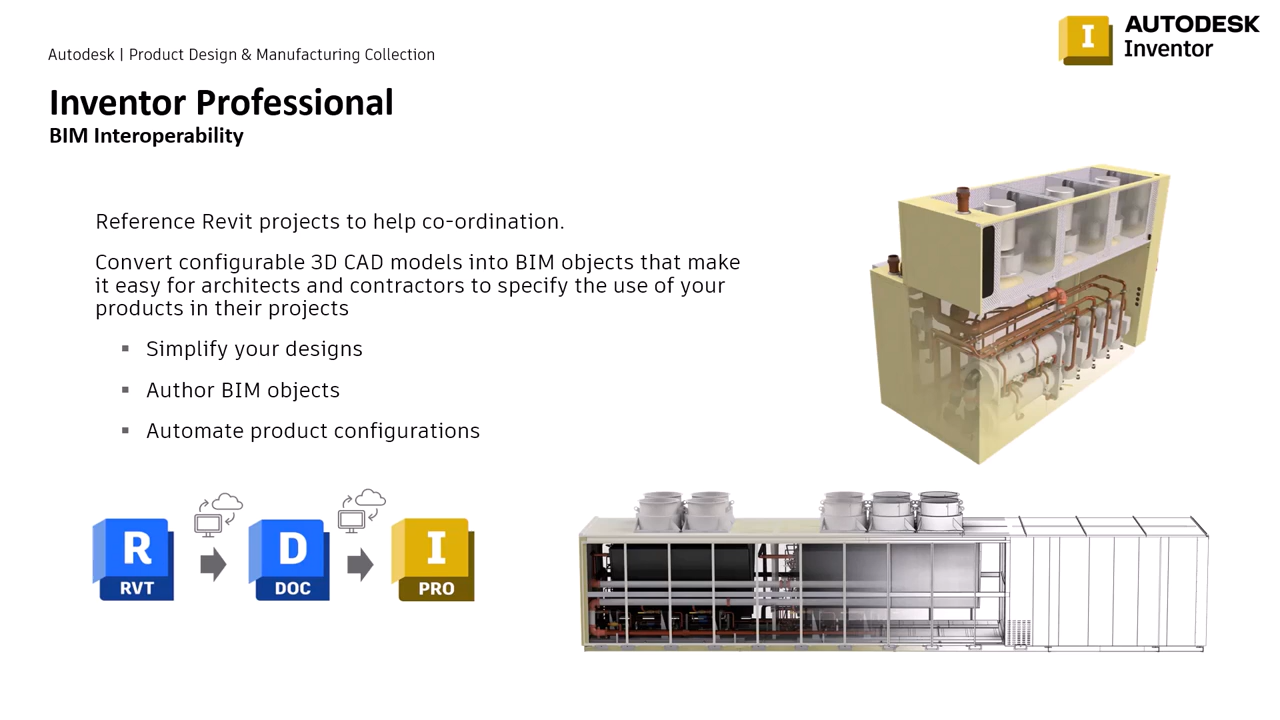 AUTODESK
Inventor
Autodesk | Product Design & Manufacturing Collection
Inventor Professional
BIM Interoperability
Reference Revit projects to help co-ordination.
Convert configurable 3D CAD models into BIM objects that make
it easy for architects and contractors to specify the use of your
products in their projects
▪ Simplify your designs
▪ Author BIM objects
▪ Automate product configurations
R
RVT
D
DOC
I
PRO
I